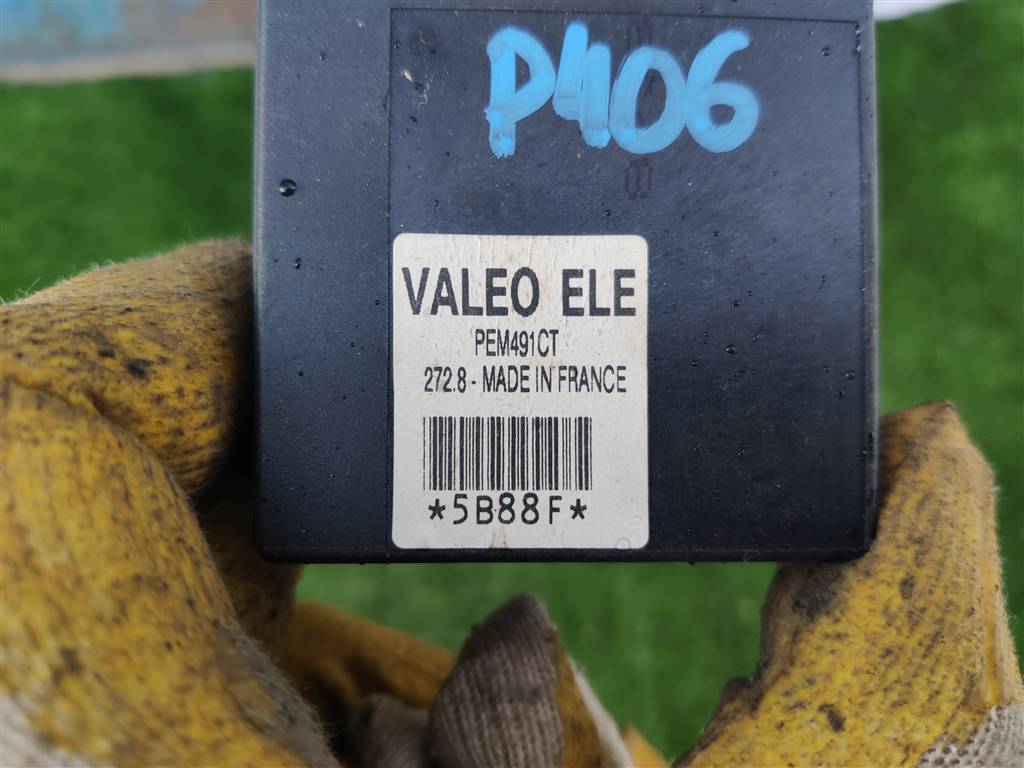 P406
VALEO ELE
PEM491CT
272.8 - MADE IN FRANCE
*5B88F*